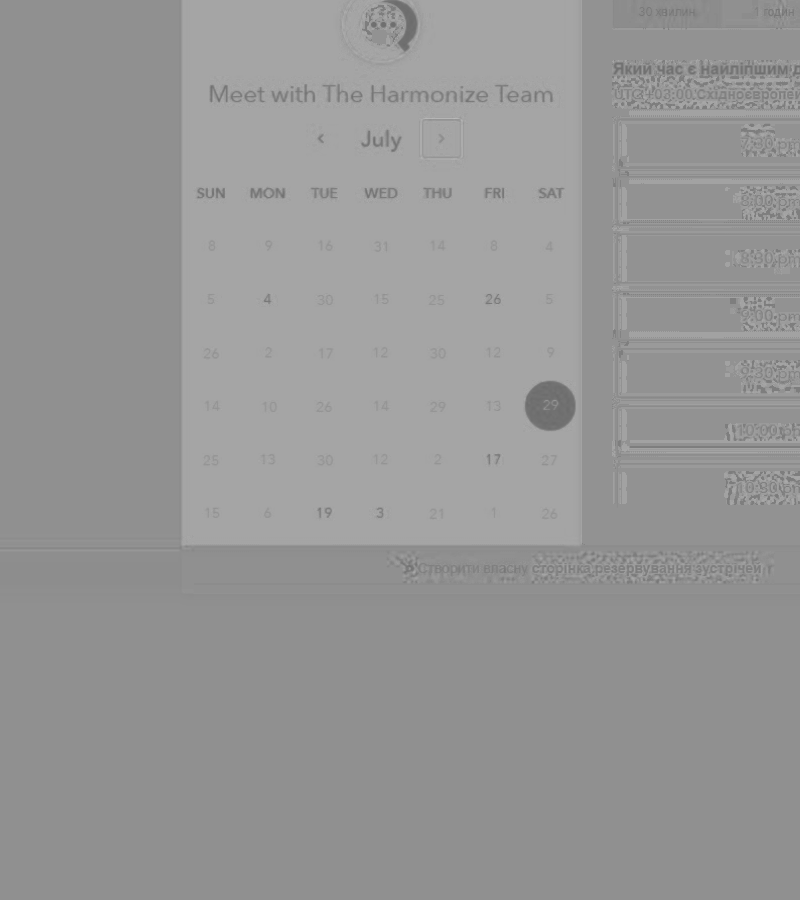 30 хвилин 1 годин
Meet with The Harmonize Team
July
SUN MON TUE WED THU FRI SAT
8 9 16 31 14 8 4
5 4 30 15 25 26 5
26 2 17 12 30 12 9
14 10 26 14 29 13 29
25 13 30 12 2 17 27
15 6 19 3 21 1 26
Який час є найліпшим д
UTC+03:00 Східноєвропей
7:30 pm
8:00 pm
8:30 pm
9:00 pm
9:30 pm
10:00
10:30 pm
Створити власну сторінка резервування зустрічей